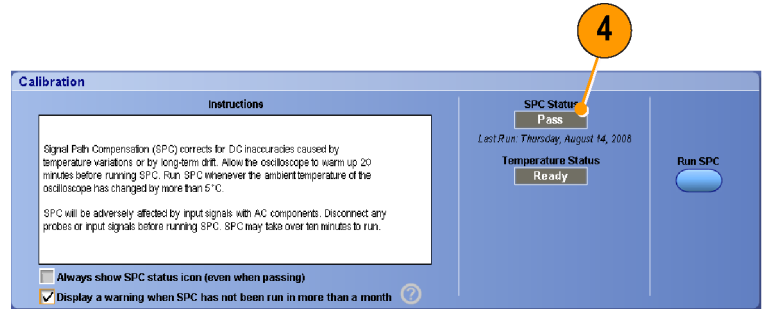 4
Calibration
Instructions
Signal Path Compensation (SPC) corrects for DC inaccuracies caused by
temperature variations or by long-term drift. Allow the oscilloscope to warm up 20
minutes before running SPC. Run SPC whenever the ambient temperature of the
oscilloscope has changed by more than 5°C.
SPC will be adversely affected by input signals with AC components. Disconnect any
probes or input signals before running SPC. SPC may take over ten minutes to run.
Always show SPC status icon (even when passing)
Display a warning when SPC has not been run in more than a month
?
SPC Status
Pass
Last Run: Thursday, August 14, 2008
Temperature Status
Ready
Run SPC